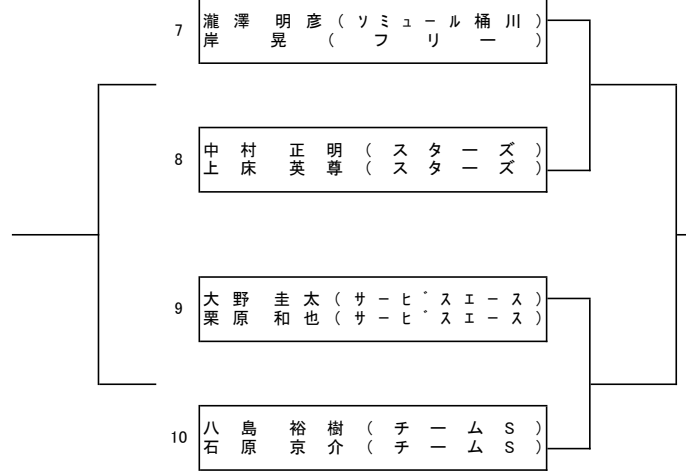 7
瀧澤 明彦(ソミュール桶川)
岸 晃(フリー)
8
中村 正明(スターズ)
上床 英尊(スターズ)
9
大野 圭太(サービスエース)
栗原 和也(サービスエース)
10
八島 裕樹(チームS)
石原 京介(チームS)